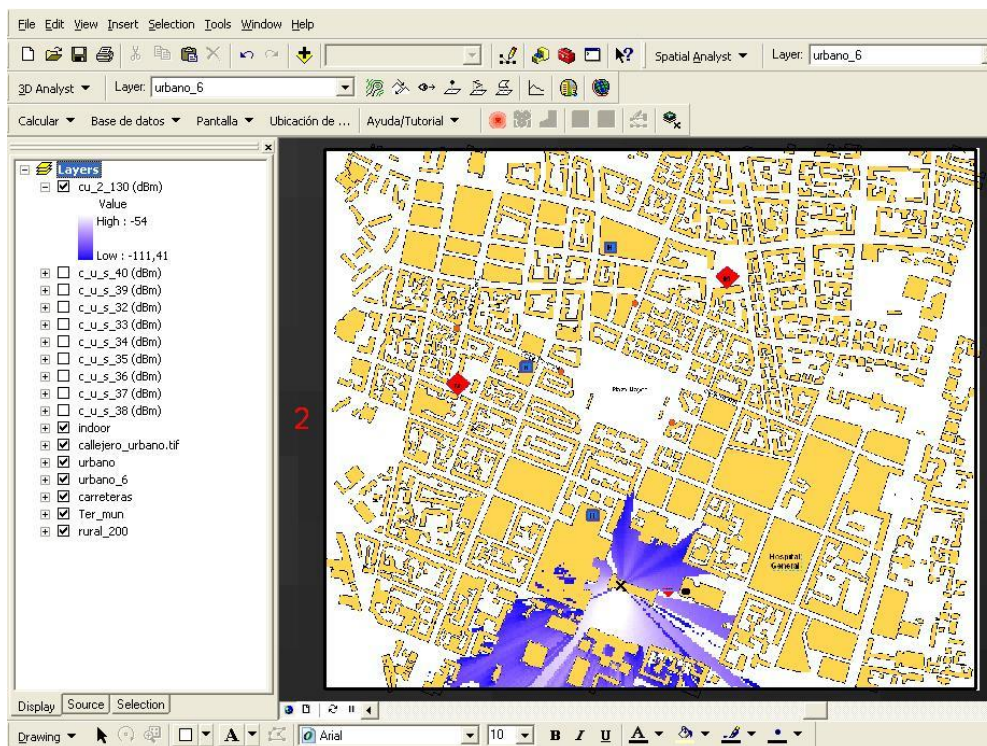 File Edit View Insert Selection Tools Window Help
Spatial Analyst Layer: urbano_6
3D Analyst Layer: urbano_6
Calcular Base de datos Pantalla Ubicación de ... Ayuda/Tutorial
Layers
cu_2_130 (dBm)
Value
High : -54
Low : -111,41
c_u_s_40 (dBm)
c_u_s_39 (dBm)
c_u_s_32 (dBm)
c_u_s_33 (dBm)
c_u_s_34 (dBm)
c_u_s_35 (dBm)
c_u_s_36 (dBm)
c_u_s_37 (dBm)
c_u_s_38 (dBm)
indoor
callejero_urbano.tif
urbano
urbano_6
carreteras
Ter_mun
rural_200
2
Hospital
General
Display Source Selection
Drawing A Arial 10 B I U A